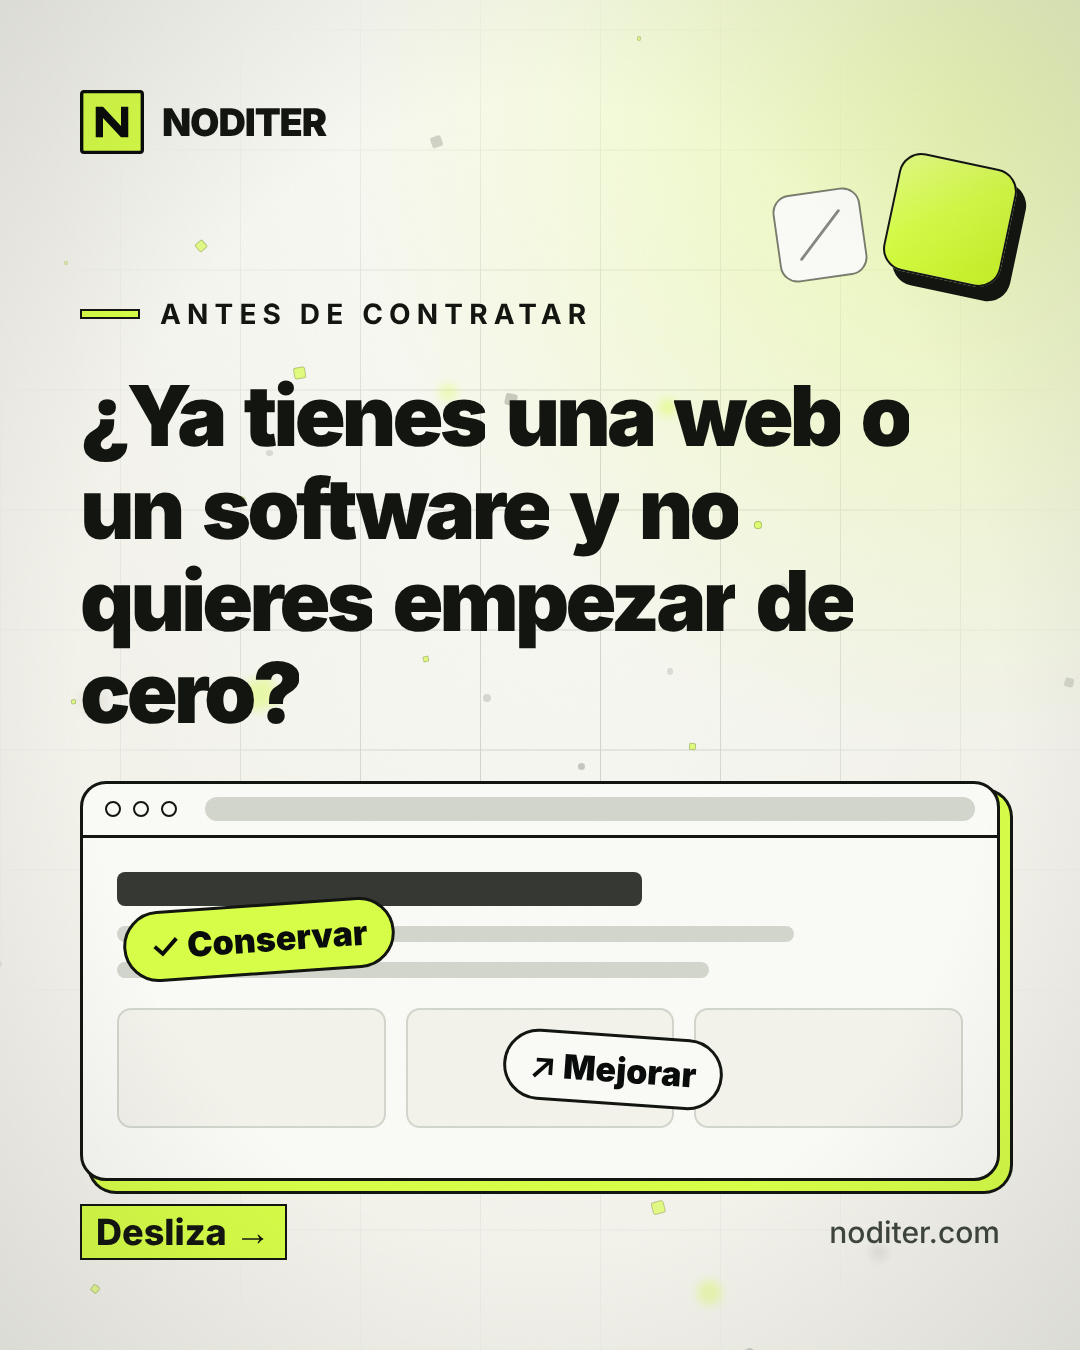 N NODITER
ANTES DE CONTRATAR
¿Ya tienes una web o
un software y no
quieres empezar de
cero?
✓ Conservar
↗ Mejorar
Desliza →
noditer.com